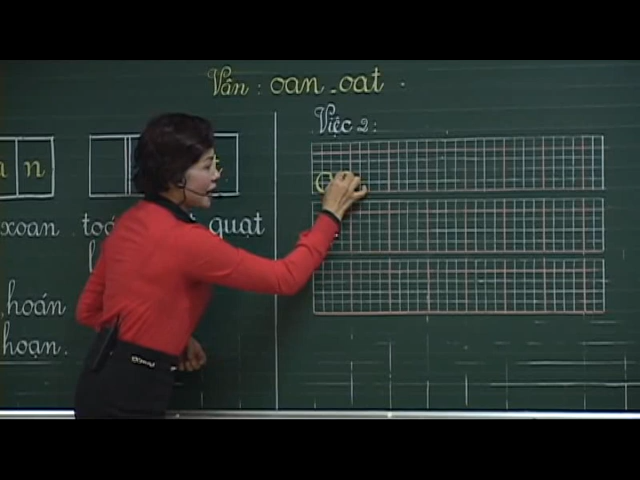 Vần : oan - oat
Việc 2 :
n
xoan
quạt
hoán
hoạn.